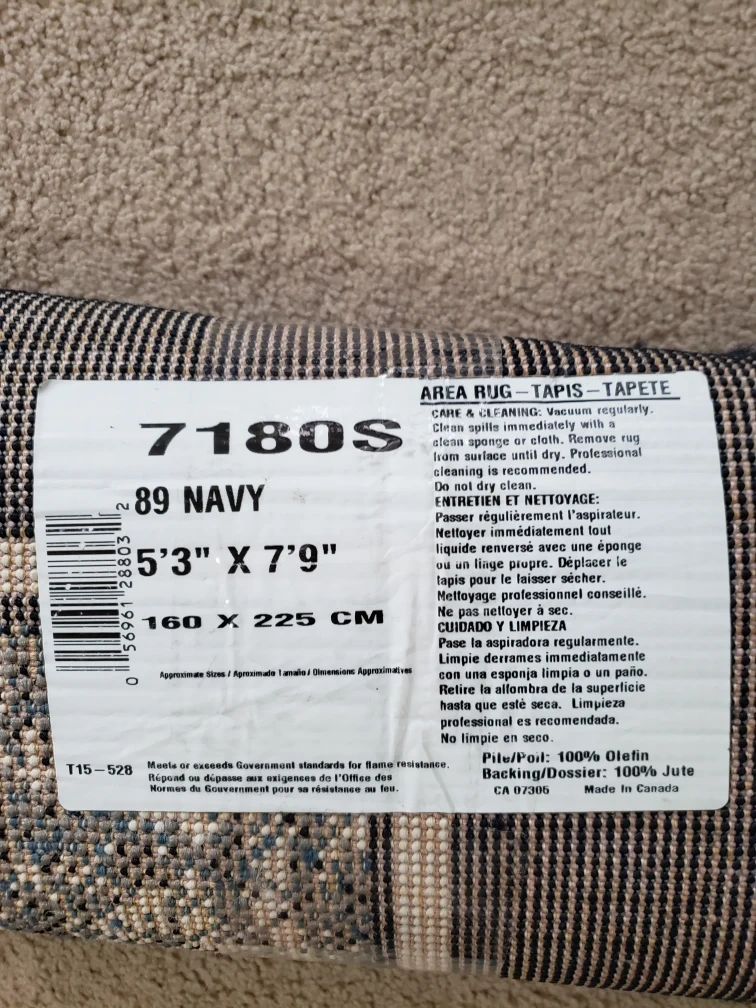 7180S
89 NAVY
5'3" X 7'9"
160 X 225 CM
Approximate Sizes / Aproximado Tamaño / Dimensions Approximatives
0 56961 28803 2
T15-528
Meets or exceeds Government standards for flame resistance.
Répond ou dépasse aux exigences de l'Office des
Normes du Gouvernment pour sa résistance au feu.
AREA RUG-TAPIS-TAPETE
CARE & CLEANING: Vacuum regularly.
Clean spills immediately with a
clean sponge or cloth. Remove rug
from surface until dry. Professional
cleaning is recommended.
Do not dry clean.
ENTRETIEN ET NETTOYAGE:
Passer régulièrement l'aspirateur.
Nettoyer immédiatement tout
liquide renversé avec une éponge
ou un linge propre. Déplacer le
tapis pour le laisser sécher.
Nettoyage professionnel conseillé.
Ne pas nettoyer à sec.
CUIDADO Y LIMPIEZA
Pase la aspiradora regularmente.
Limpie derrames immediatamente
con una esponja limpia o un paño.
Retire la alfombra de la superficie
hasta que estè seca. Limpieza
professional es recomendada.
No limpie en seco.
Pile/Poil: 100% Olefin
Backing/Dossier: 100% Jute
CA 07305 Made In Canada